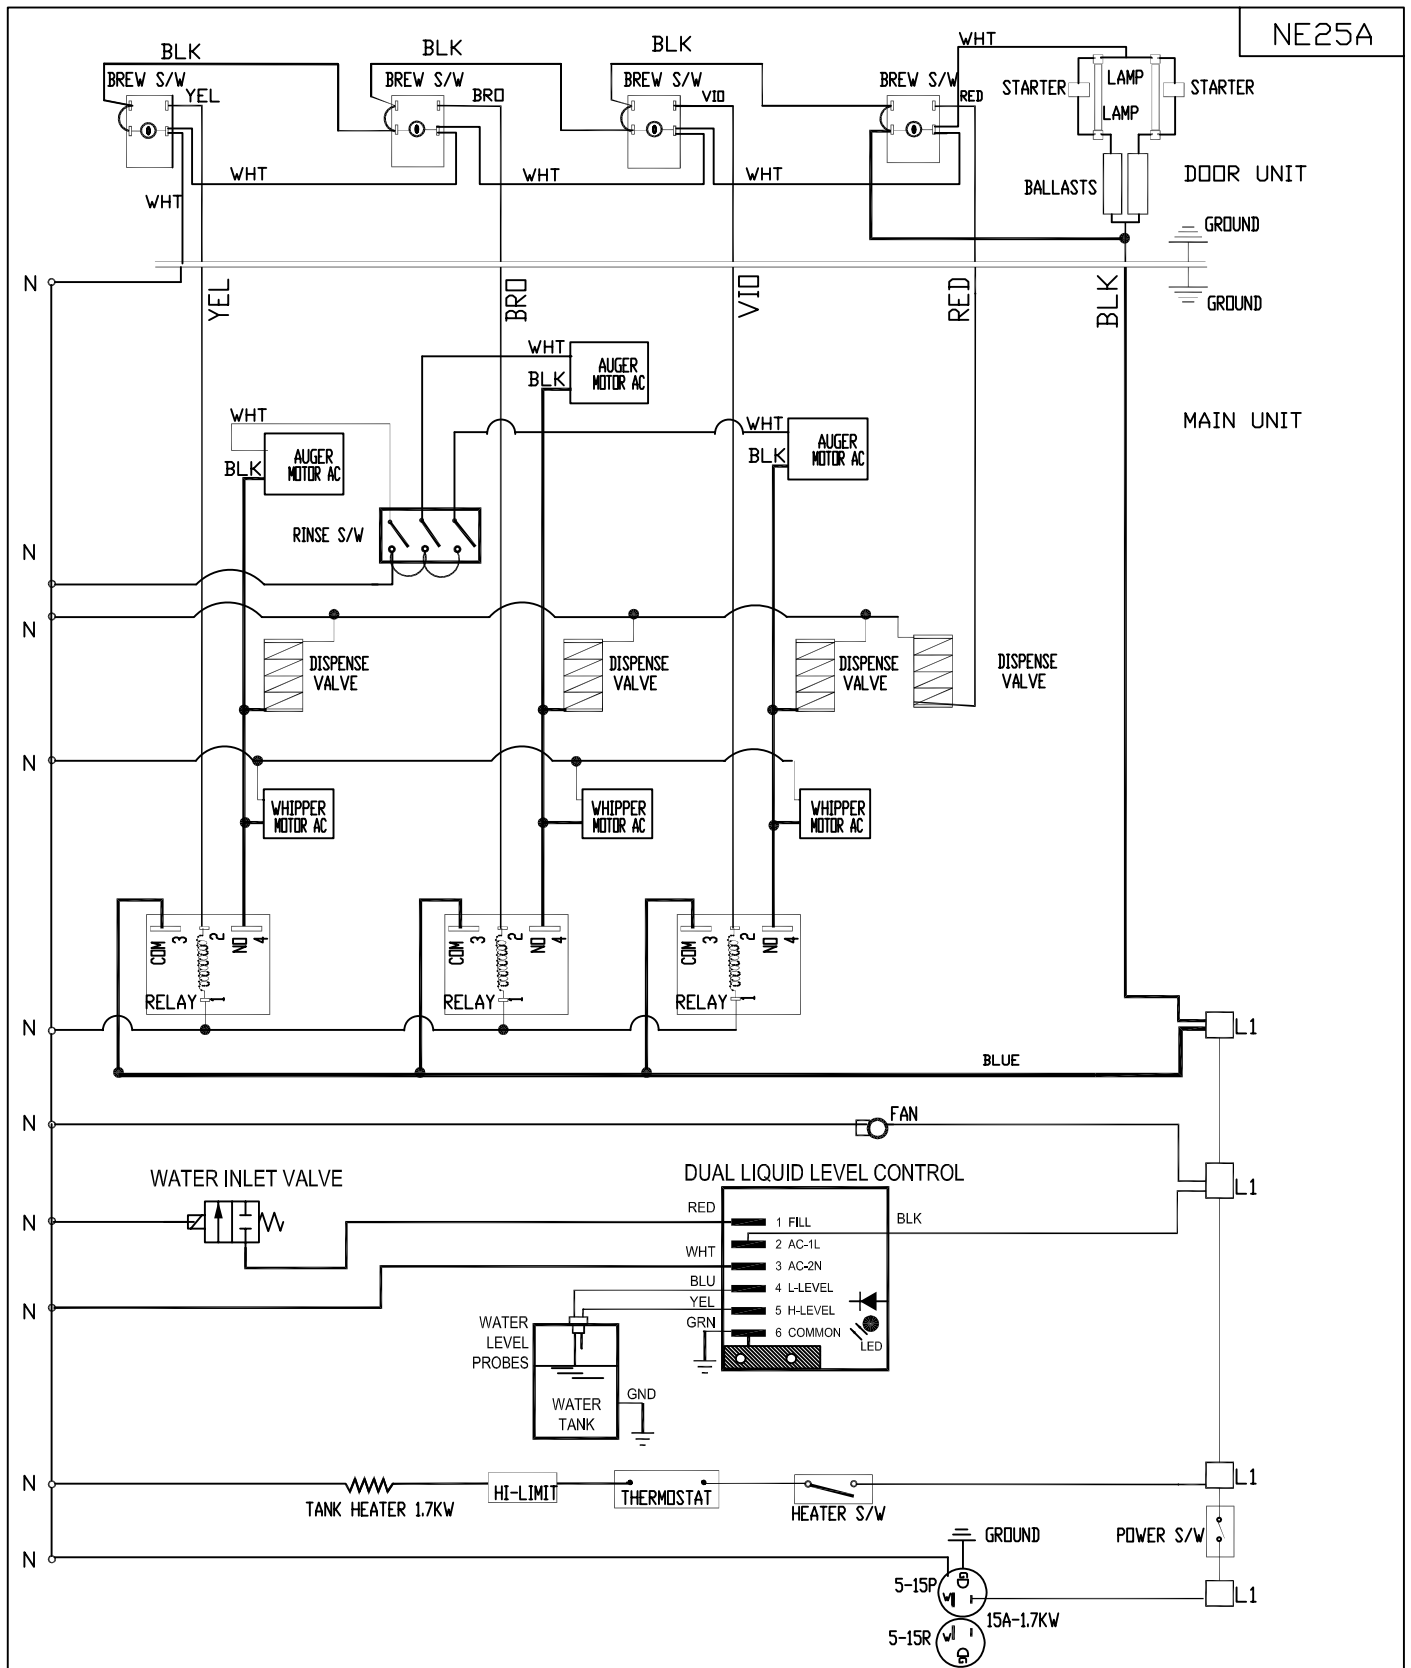 NE25A
BLK
BLK
BLK
WHT
BREW S/W
BREW S/W
BREW S/W
BREW S/W
YEL
BRO
VIO
RED
STARTER
LAMP
STARTER
LAMP
WHT
WHT
WHT
WHT
BALLASTS
DOOR UNIT
GROUND
N
YEL
BRO
VIO
RED
BLK
GROUND
WHT
AUGER
MOTOR AC
BLK
WHT
WHT
AUGER
MOTOR AC
BLK
MAIN UNIT
AUGER
MOTOR AC
BLK
RINSE S/W
N
N
DISPENSE
VALVE
DISPENSE
VALVE
DISPENSE
VALVE
DISPENSE
VALVE
N
WHIPPER
MOTOR AC
WHIPPER
MOTOR AC
WHIPPER
MOTOR AC
COM
3
2
NO
4
RELAY
1
COM
3
2
NO
4
RELAY
1
COM
3
2
NO
4
RELAY
1
N
L1
BLUE
N
FAN
WATER INLET VALVE
DUAL LIQUID LEVEL CONTROL
L1
N
RED
1 FILL
BLK
2 AC-1L
WHT
3 AC-2N
BLU
4 L-LEVEL
N
YEL
5 H-LEVEL
GRN
6 COMMON
LED
WATER
LEVEL
PROBES
WATER
TANK
GND
N
TANK HEATER 1.7KW
HI-LIMIT
THERMOSTAT
HEATER S/W
L1
POWER S/W
N
GROUND
5-15P
GD
W
15A-1.7KW
L1
5-15R
W
GD